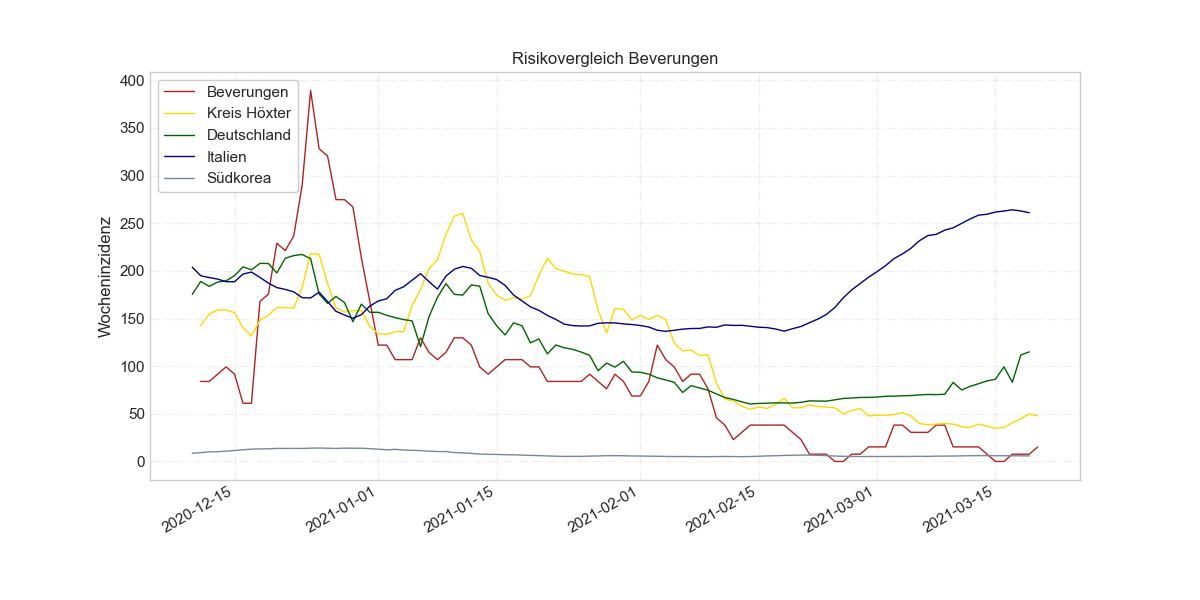 Risikovergleich Beverungen
Wocheninzidenz
400
350
300
250
200
150
100
50
0
Beverungen
Kreis Höxter
Deutschland
Italien
Südkorea
2020-12-15
2021-01-01
2021-01-15
2021-02-01
2021-02-15
2021-03-01
2021-03-15